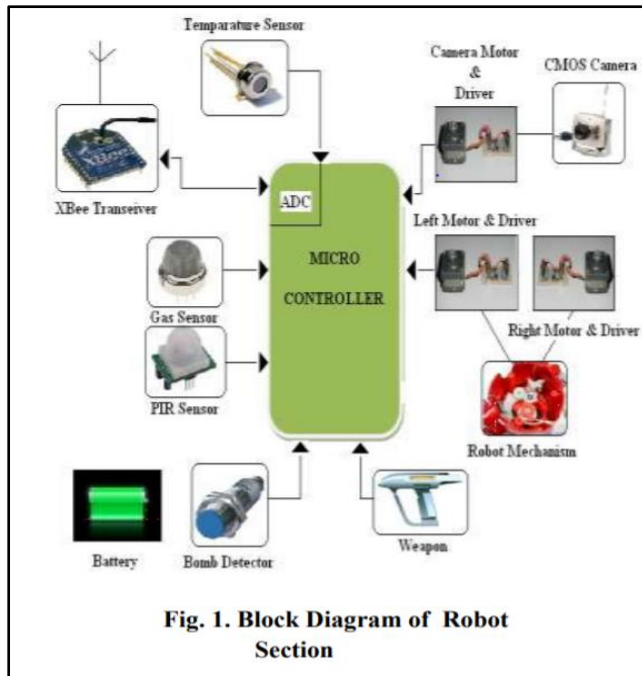 Temparature Sensor
Camera Motor
&
Driver
CMOS Camera
XBee
XBee Transeiver
ADC
MICRO
CONTROLLER
Left Motor & Driver
Gas Sensor
Right Motor & Driver
PIR Sensor
Robot Mechanism
Battery
Bomb Detector
Weapon
Fig. 1. Block Diagram of Robot
Section